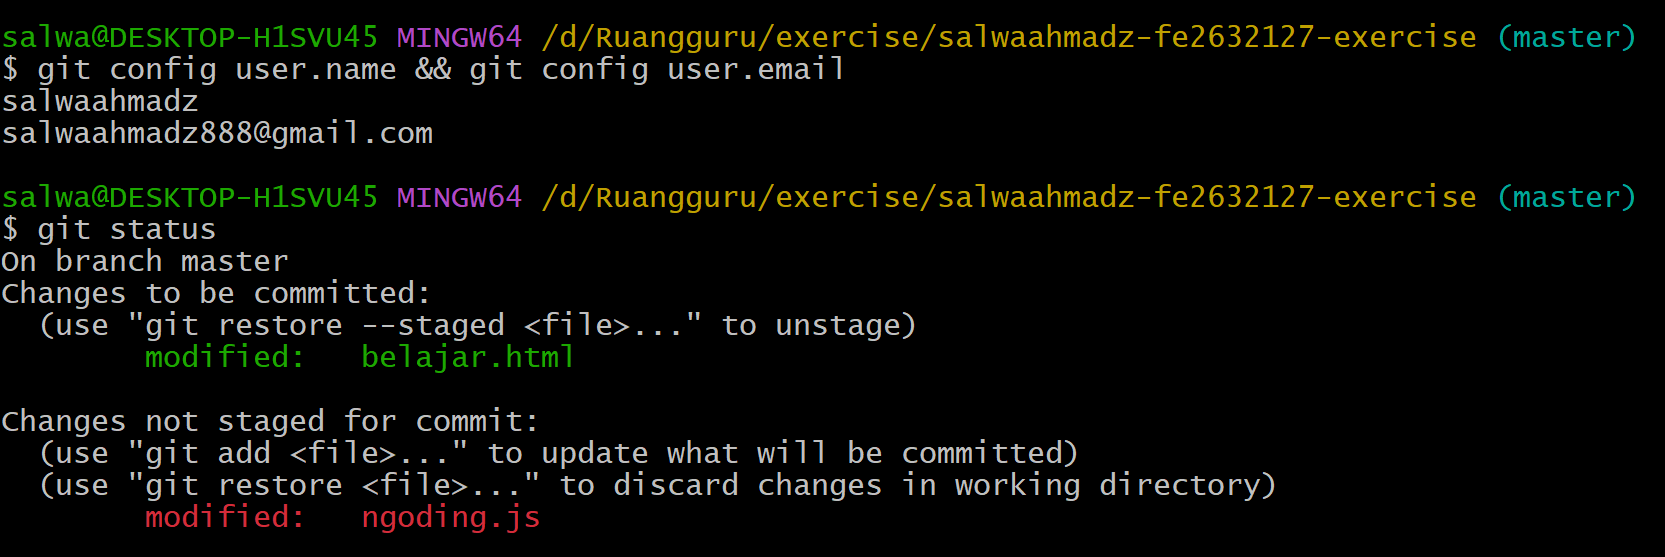 salwa@DESKTOP-H1SVU45 MINGW64 /d/Ruangguru/exercise/salwaahmadz-fe2632127-exercise (master)
$ git config user.name && git config user.email
salwaahmadz
salwaahmadz888@gmail.com
salwa@DESKTOP-H1SVU45 MINGW64 /d/Ruangguru/exercise/salwaahmadz-fe2632127-exercise (master)
$ git status
On branch master
Changes to be committed:
  (use "git restore --staged <file>..." to unstage)
        modified:   belajar.html
Changes not staged for commit:
  (use "git add <file>..." to update what will be committed)
  (use "git restore <file>..." to discard changes in working directory)
        modified:   ngoding.js